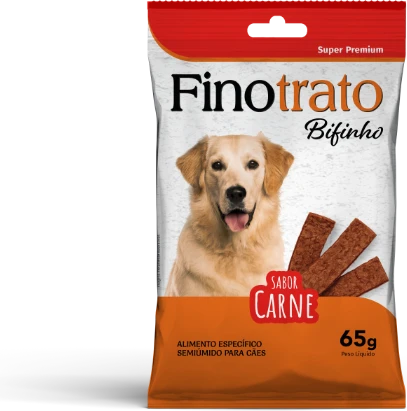 Super Premium
Finotrato
Bifinho
SABOR
CARNE
ALIMENTO ESPECÍFICO
SEMIÚMIDO PARA CÃES
65g
Peso Líquido